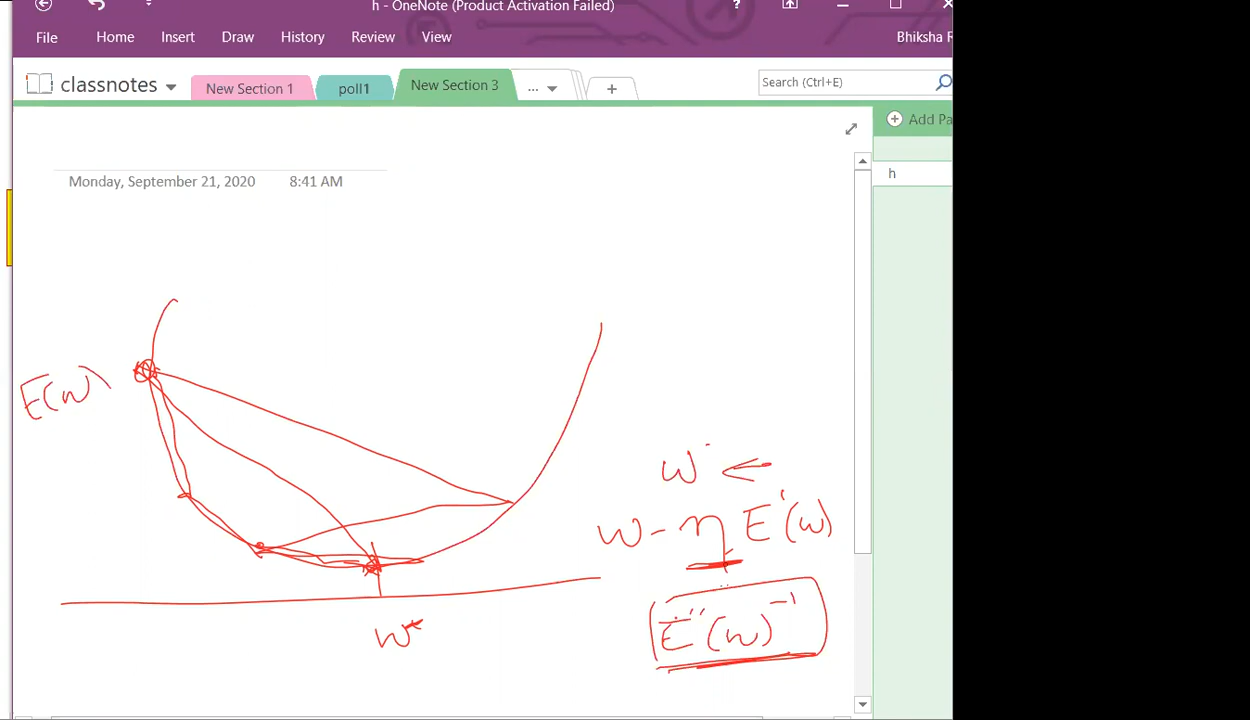 h - OneNote (Product Activation Failed) ?
File Home Insert Draw History Review View Bhiksha R
classnotes New Section 1 poll1 New Section 3 ... + Search (Ctrl+E)
Add Pa
h
Monday, September 21, 2020 8:41 AM
E(w)
w ←
w - η E'(w)
E''(w)⁻¹
w*